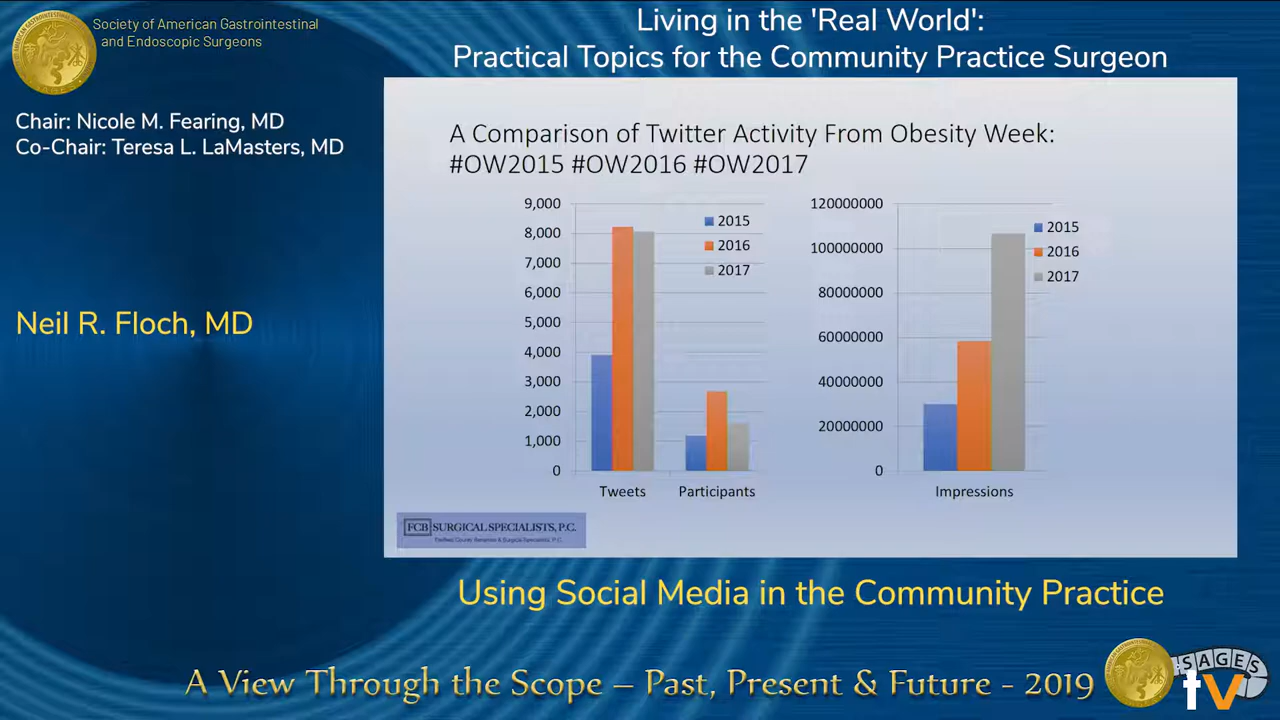 Society of American Gastrointestinal
and Endoscopic Surgeons
Living in the 'Real World':
Practical Topics for the Community Practice Surgeon
Chair: Nicole M. Fearing, MD
Co-Chair: Teresa L. LaMasters, MD
Neil R. Floch, MD
A Comparison of Twitter Activity From Obesity Week:
#OW2015 #OW2016 #OW2017
9,000
8,000
7,000
6,000
5,000
4,000
3,000
2,000
1,000
0
2015
2016
2017
Tweets Participants
120000000
100000000
80000000
60000000
40000000
20000000
0
2015
2016
2017
Impressions
FCB SURGICAL SPECIALISTS, P.C.
Using Social Media in the Community Practice
A View Through the Scope – Past, Present & Future - 2019
SAGES
tv